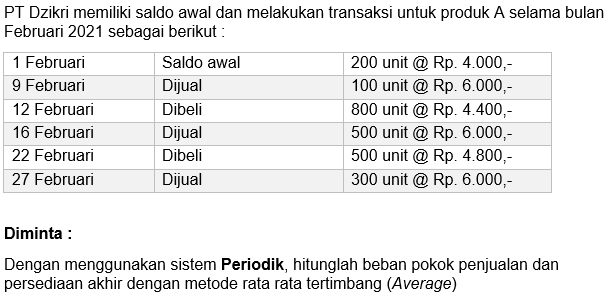 PT Dzikri memiliki saldo awal dan melakukan transaksi untuk produk A selama bulan
Februari 2021 sebagai berikut :
1 Februari Saldo awal 200 unit @ Rp. 4.000,-
9 Februari Dijual 100 unit @ Rp. 6.000,-
12 Februari Dibeli 800 unit @ Rp. 4.400,-
16 Februari Dijual 500 unit @ Rp. 6.000,-
22 Februari Dibeli 500 unit @ Rp. 4.800,-
27 Februari Dijual 300 unit @ Rp. 6.000,-
Diminta :
Dengan menggunakan sistem Periodik, hitunglah beban pokok penjualan dan
persediaan akhir dengan metode rata rata tertimbang (Average)